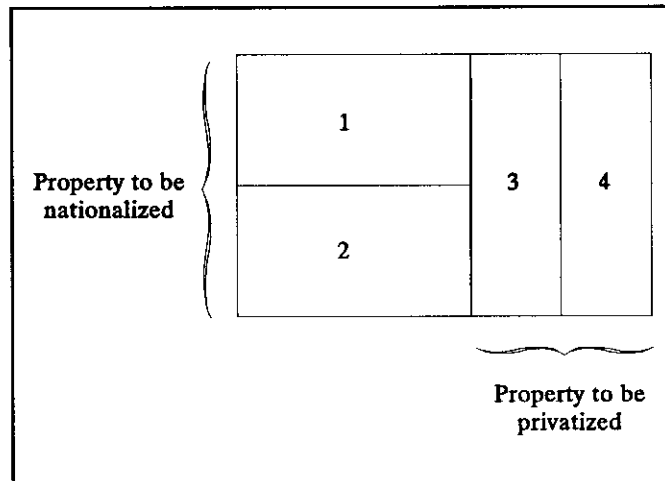 1
2
3
4
Property to be
nationalized
Property to be
privatized